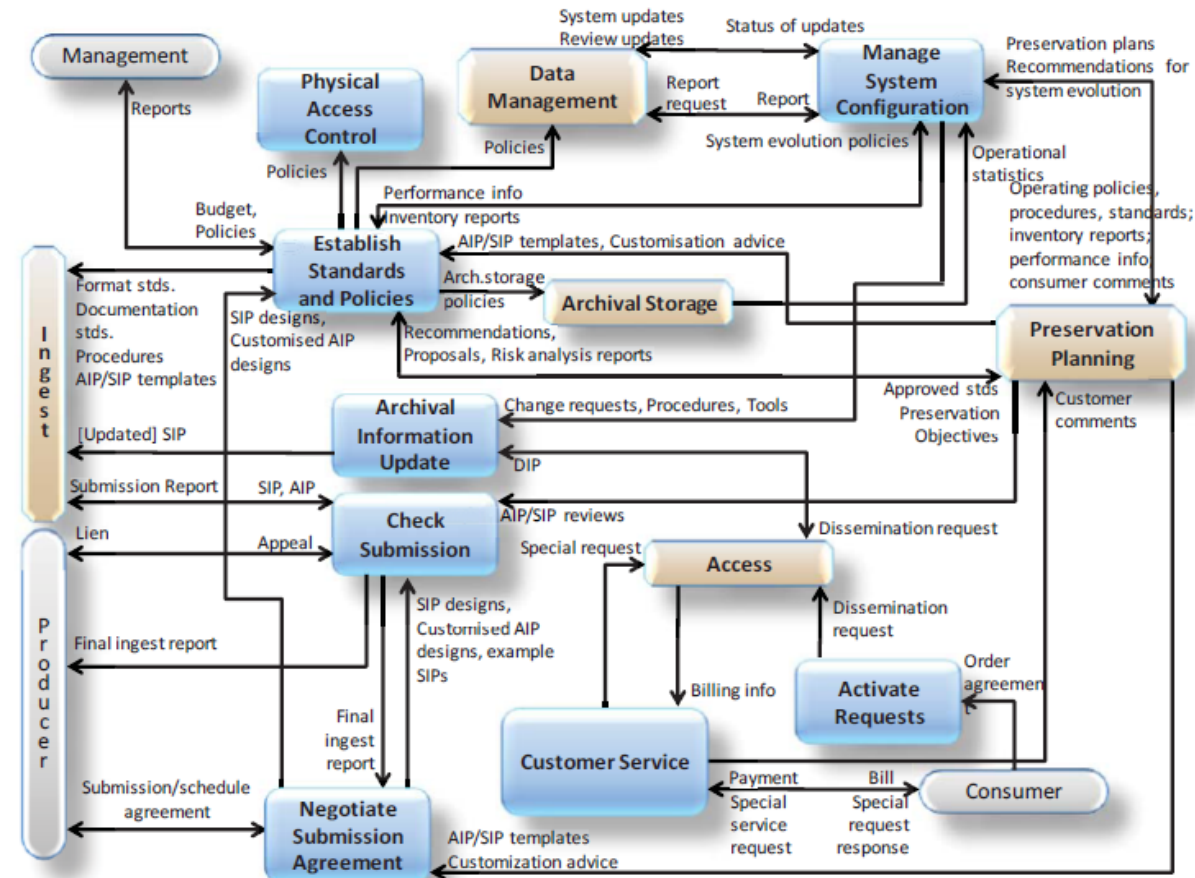 System updates
Review updates
Status of updates
Management
Data
Management
Manage
System
Configuration
Preservation plans
Recommendations for
system evolution
Physical
Access
Control
Reports
Report
request
Report
Policies
System evolution policies
Policies
Operational
statistics
Performance info
Inventory reports
Operating policies,
procedures, standards;
inventory reports;
performance info,
consumer comments
Budget,
Policies
Establish
Standards
and Policies
AIP/SIP templates, Customisation advice
Arch.storage
policies
Archival Storage
Format stds.
Documentation
stds.
Procedures
AIP/SIP templates
SIP designs,
Customised AIP
designs
Recommendations,
Proposals, Risk analysis reports
Preservation
Planning
Ingest
Archival
Information
Update
Change requests, Procedures, Tools
Approved stds
Preservation
Objectives
Customer
comments
[Updated] SIP
DIP
Submission Report
SIP, AIP
AIP/SIP reviews
Check
Submission
Dissemination request
Lien
Appeal
Special request
Access
Producer
SIP designs,
Customised AIP
designs, example
SIPs
Dissemination
request
Final ingest report
Order
agreement
Billing info
Activate
Requests
Final
ingest
report
Customer Service
Payment
Special
service
request
Bill
Special
request
response
Consumer
Submission/schedule
agreement
Negotiate
Submission
Agreement
AIP/SIP templates
Customization advice